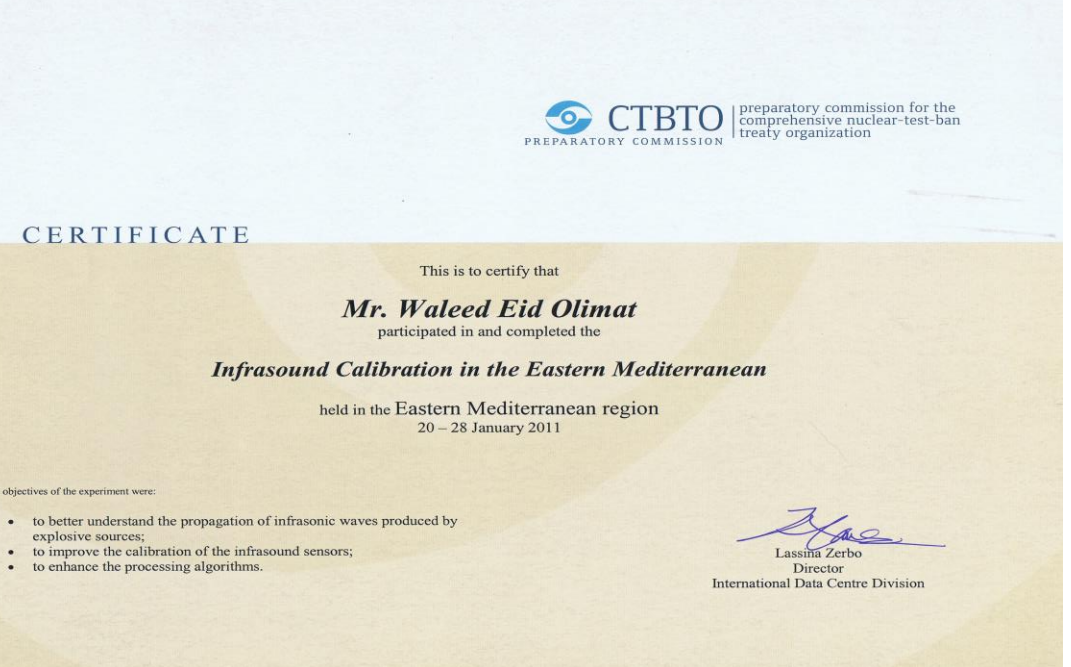 CTBTO
PREPARATORY COMMISSION
preparatory commission for the
comprehensive nuclear-test-ban
treaty organization
CERTIFICATE
This is to certify that
Mr. Waleed Eid Olimat
participated in and completed the
Infrasound Calibration in the Eastern Mediterranean
held in the Eastern Mediterranean region
20 – 28 January 2011
objectives of the experiment were:
• to better understand the propagation of infrasonic waves produced by
explosive sources;
• to improve the calibration of the infrasound sensors;
• to enhance the processing algorithms.
Lassina Zerbo
Director
International Data Centre Division